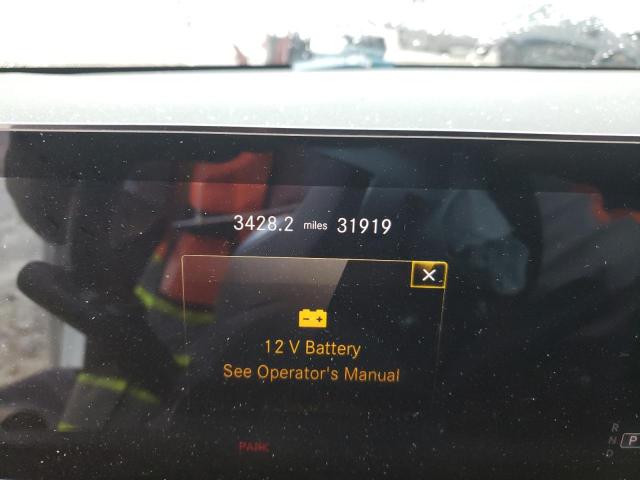 3428.2 miles 31919
12 V Battery
See Operator's Manual
PARK
R
N P
D